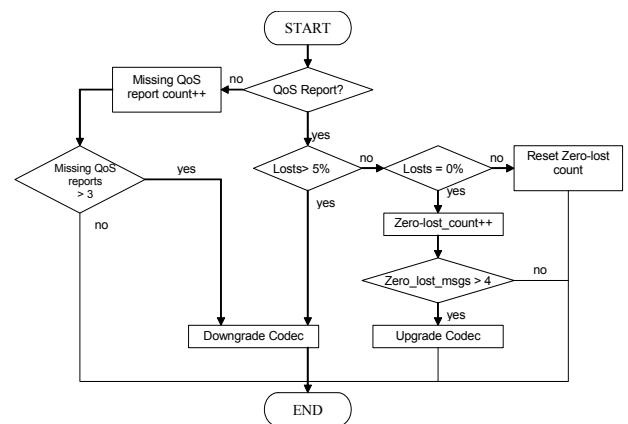 START
Missing QoS
report count++
no
QoS Report?
yes
Missing QoS
reports
> 3
yes
no
Losts> 5%
no
yes
Losts = 0%
no
yes
Reset Zero-lost
count
Zero-lost_count++
Zero_lost_msgs > 4
no
yes
Downgrade Codec
Upgrade Codec
END